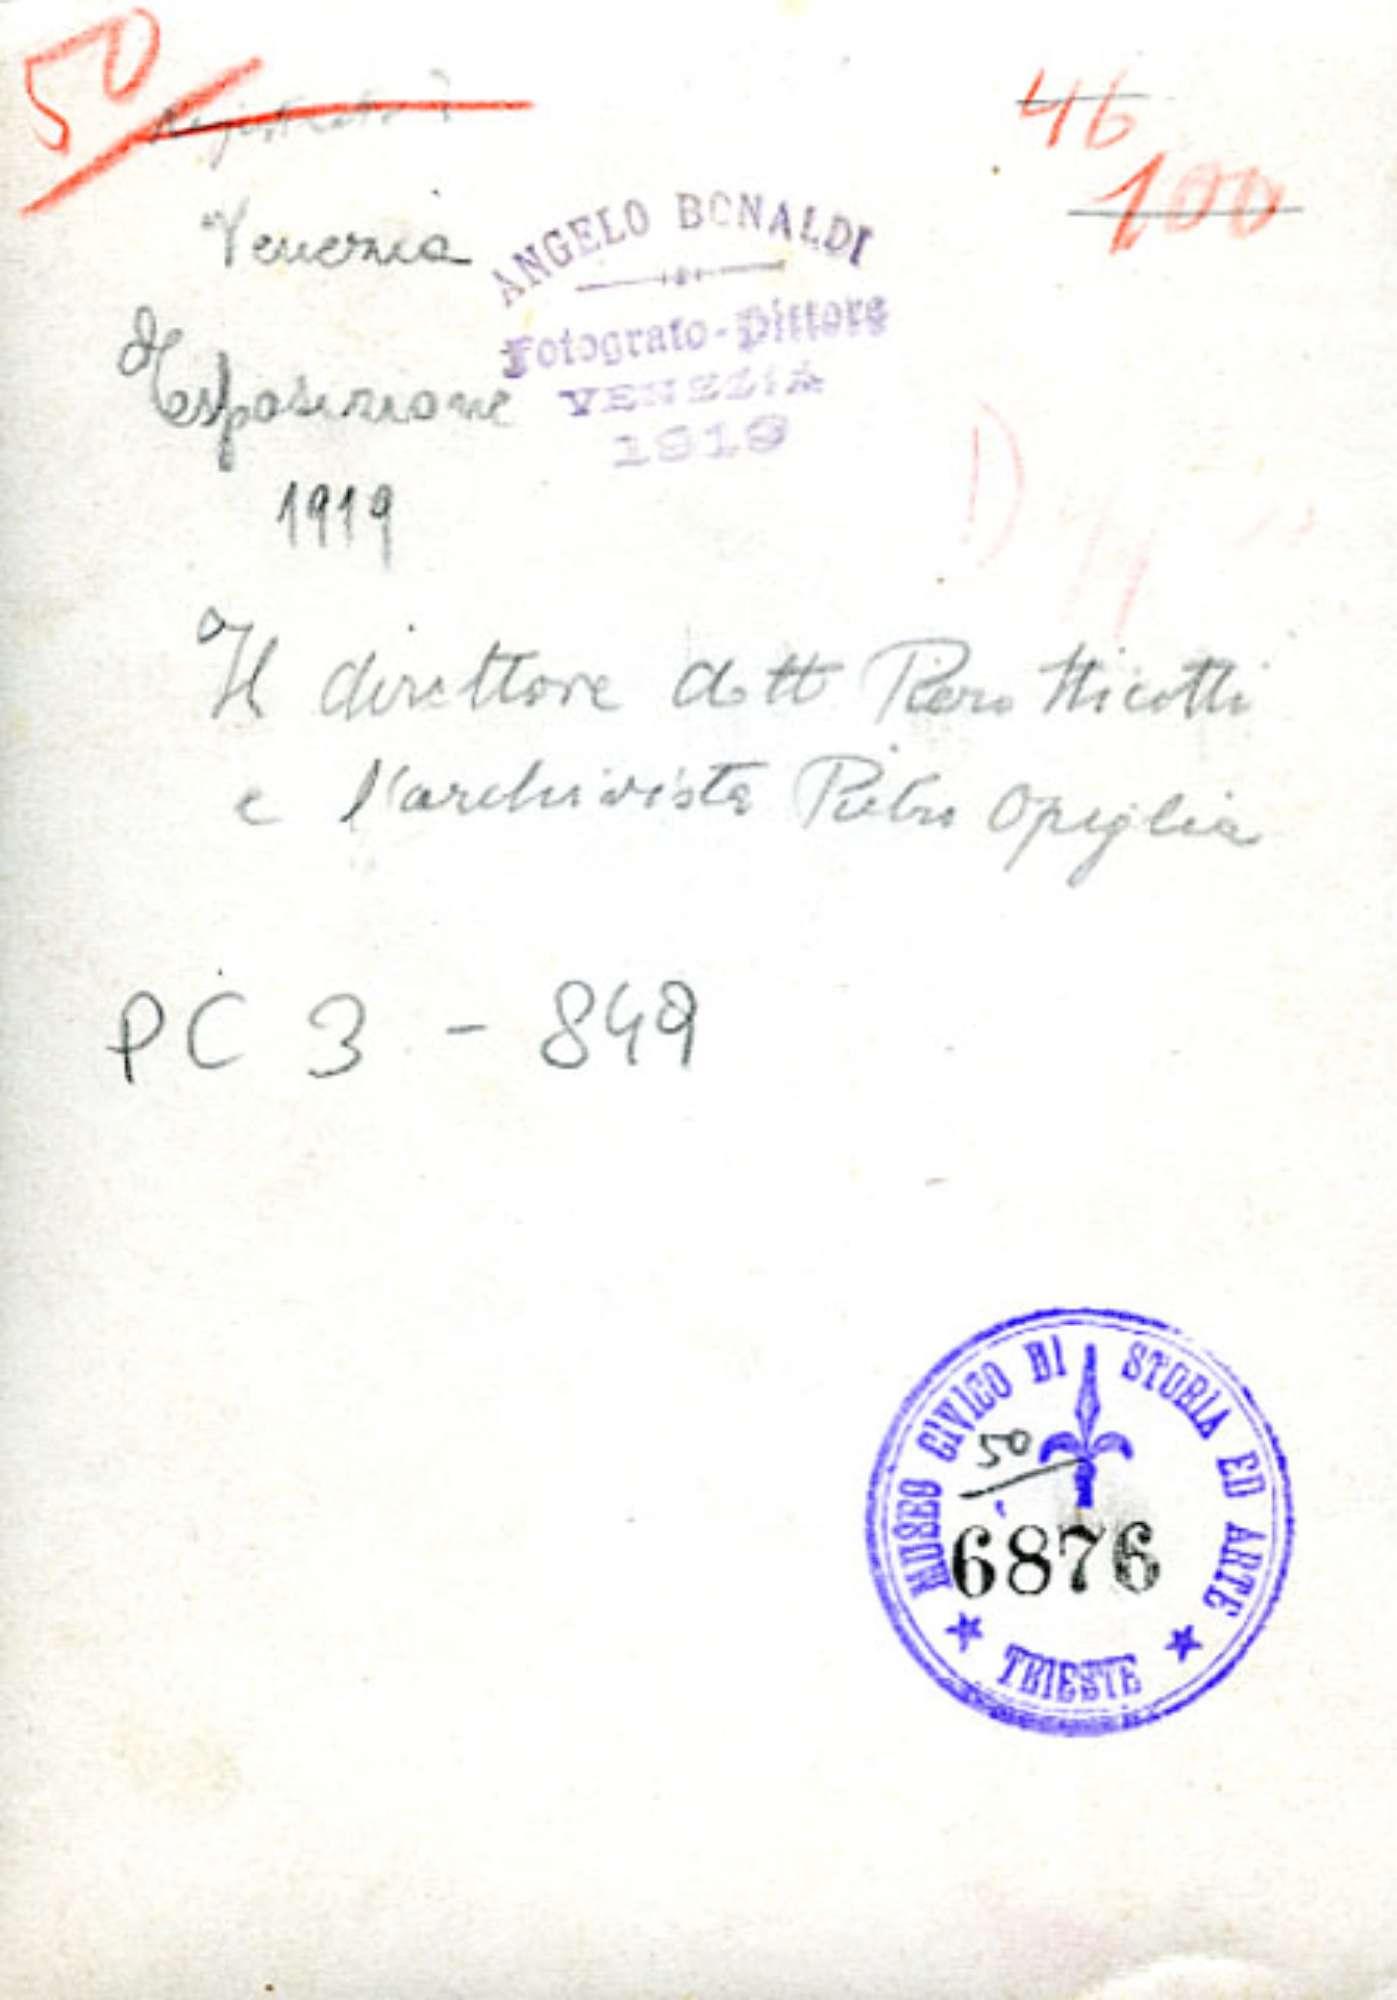 50
Registrata ?
46
100
Venezia
Esposizione
1919
ANGELO BONALDI
Fotografo-Pittore
VENEZIA
1919
Il direttore dott Piero Sticotti
e l'archivista Pietro Opiglia
PC 3 - 849
MUSEO CIVICO DI STORIA ED ARTE
50
6876
TRIESTE